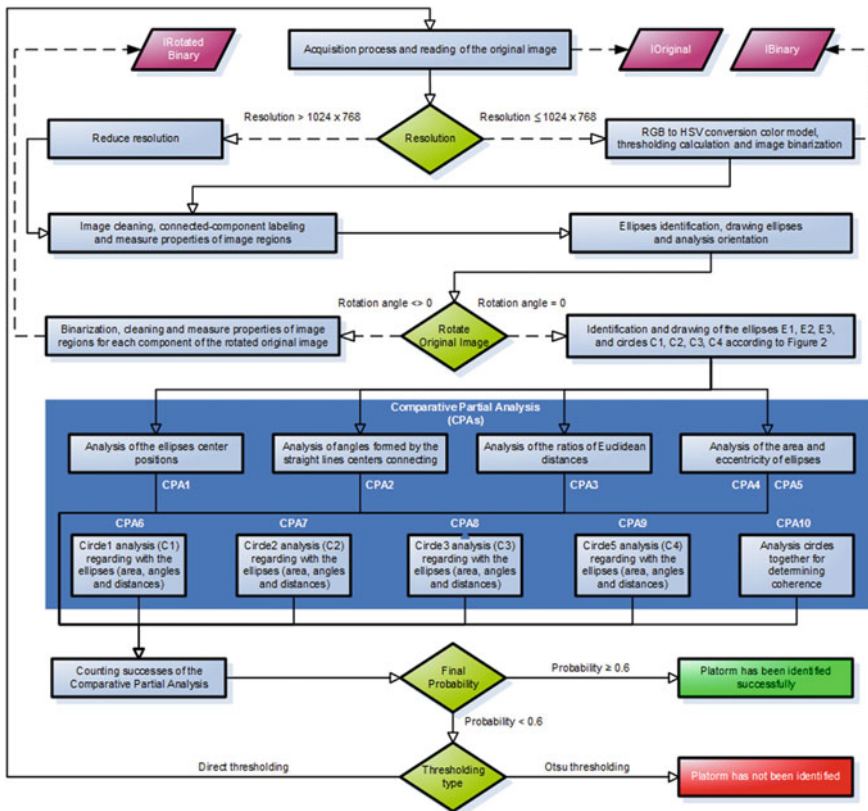 IRotated
Binary
Acquisition process and reading of the original image
IOriginal
IBinary
Resolution > 1024 x 768
Resolution ≤ 1024 x 768
Reduce resolution
Resolution
RGB to HSV conversion color model,
thresholding calculation and image binarization
Image cleaning, connected-component labeling
and measure properties of image regions
Ellipses identification, drawing ellipses
and analysis orientation
Rotation angle <> 0
Rotation angle = 0
Binarization, cleaning and measure properties of image
regions for each component of the rotated original image
Rotate
Original Image
Identification and drawing of the ellipses E1, E2, E3,
and circles C1, C2, C3, C4 according to Figure 2
Comparative Partial Analysis
(CPAs)
Analysis of the ellipses center
positions
Analysis of angles formed by the
straight lines centers connecting
Analysis of the ratios of Euclidean
distances
Analysis of the area and
eccentricity of ellipses
CPA1
CPA2
CPA3
CPA4
CPA5
CPA6
CPA7
CPA8
CPA9
CPA10
Circle1 analysis (C1)
regarding with the
ellipses (area, angles
and distances)
Circle2 analysis (C2)
regarding with the
ellipses (area, angles
and distances)
Circle3 analysis (C3)
regarding with the
ellipses (area, angles
and distances)
Circle5 analysis (C4)
regarding with the
ellipses (area, angles
and distances)
Analysis circles
together for
determining
coherence
Counting successes of the
Comparative Partial Analysis
Final
Probability
Probability ≥ 0.6
Platorm has been identified
successfully
Probability < 0.6
Direct thresholding
Thresholding
type
Otsu thresholding
Platorm has not been identified